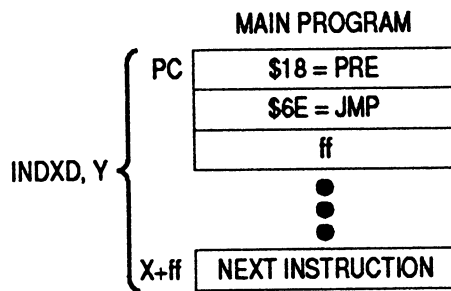 MAIN PROGRAM
PC $18 = PRE
$6E = JMP
ff
INDXD, Y
X+ff NEXT INSTRUCTION